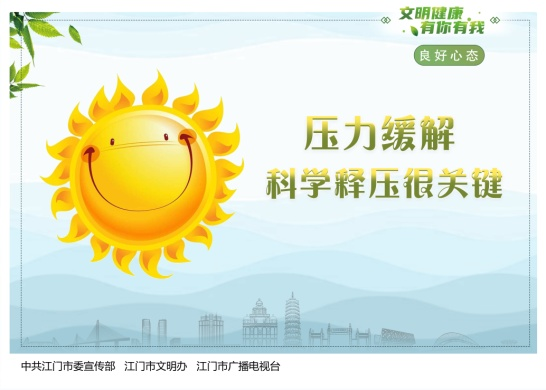 文明健康
有你有我
良好心态
压力缓解
科学释压很关键
中共江门市委宣传部 江门市文明办 江门市广播电视台